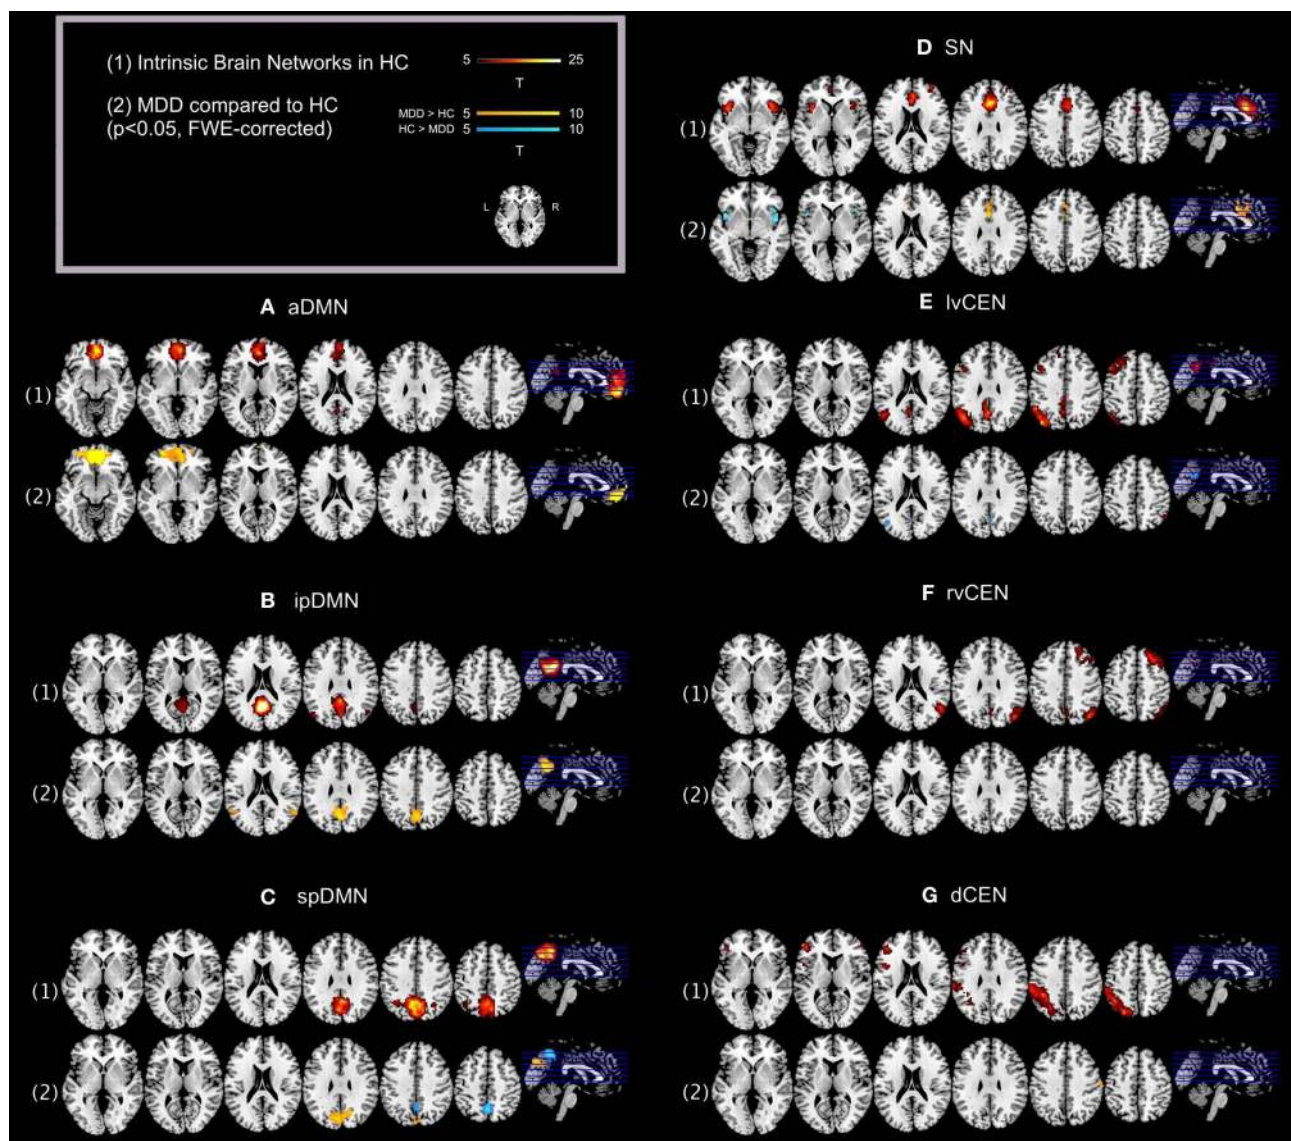 (1) Intrinsic Brain Networks in HC
5 25
T
(2) MDD compared to HC
(p<0.05, FWE-corrected)
MDD > HC 5 10
HC > MDD 5 10
T
L R
A aDMN
(1)
(2)
B ipDMN
(1)
(2)
C spDMN
(1)
(2)
D SN
(1)
(2)
E lvCEN
(1)
(2)
F rvCEN
(1)
(2)
G dCEN
(1)
(2)